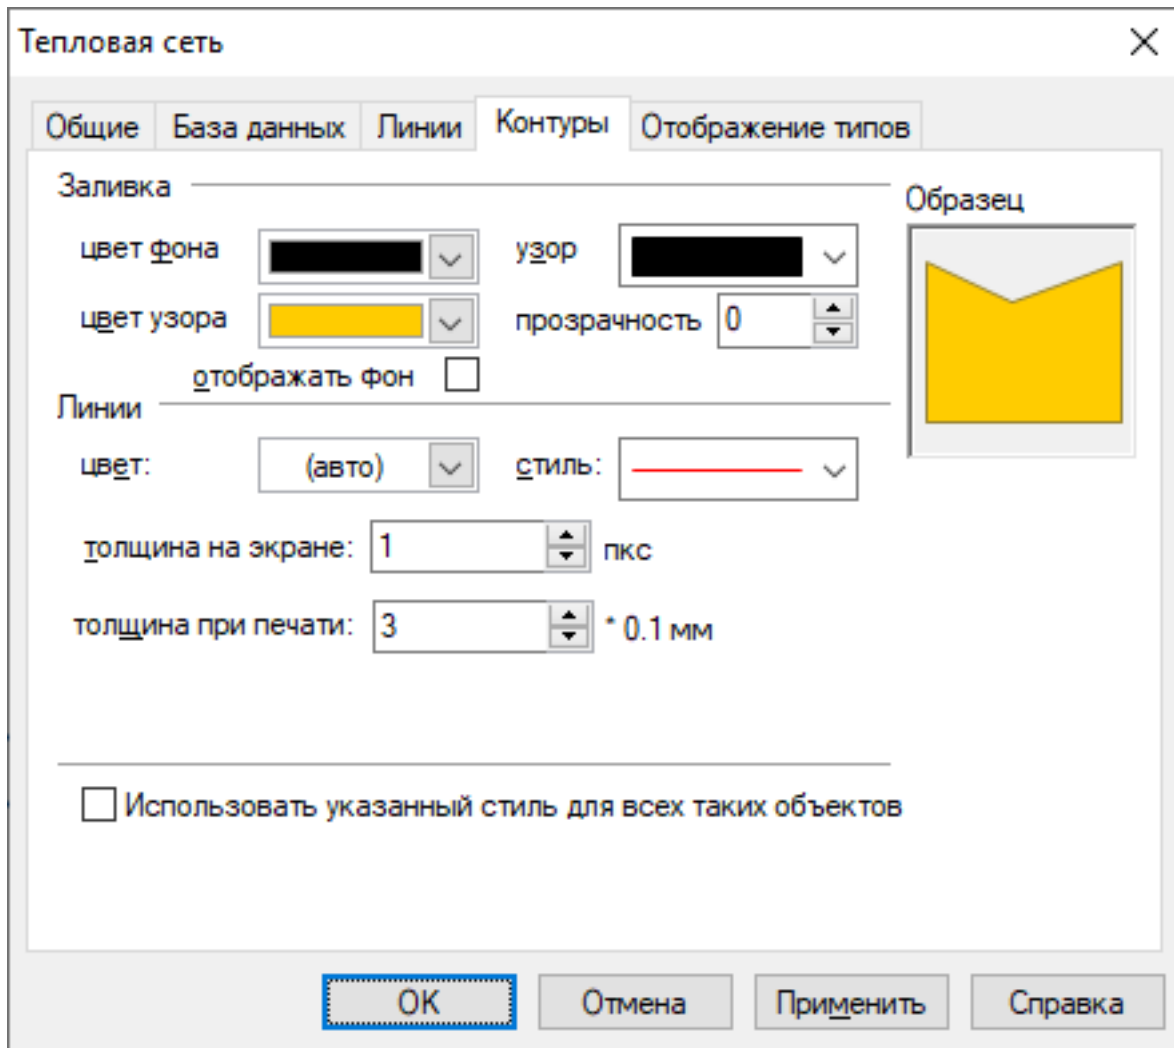 Тепловая сеть
Общие База данных Линии Контуры Отображение типов
Заливка
Образец
цвет фона узор
цвет узора прозрачность 0
отображать фон
Линии
цвет: (авто) стиль:
толщина на экране: 1 пкс
толщина при печати: 3 * 0.1 мм
Использовать указанный стиль для всех таких объектов
OK Отмена Применить Справка